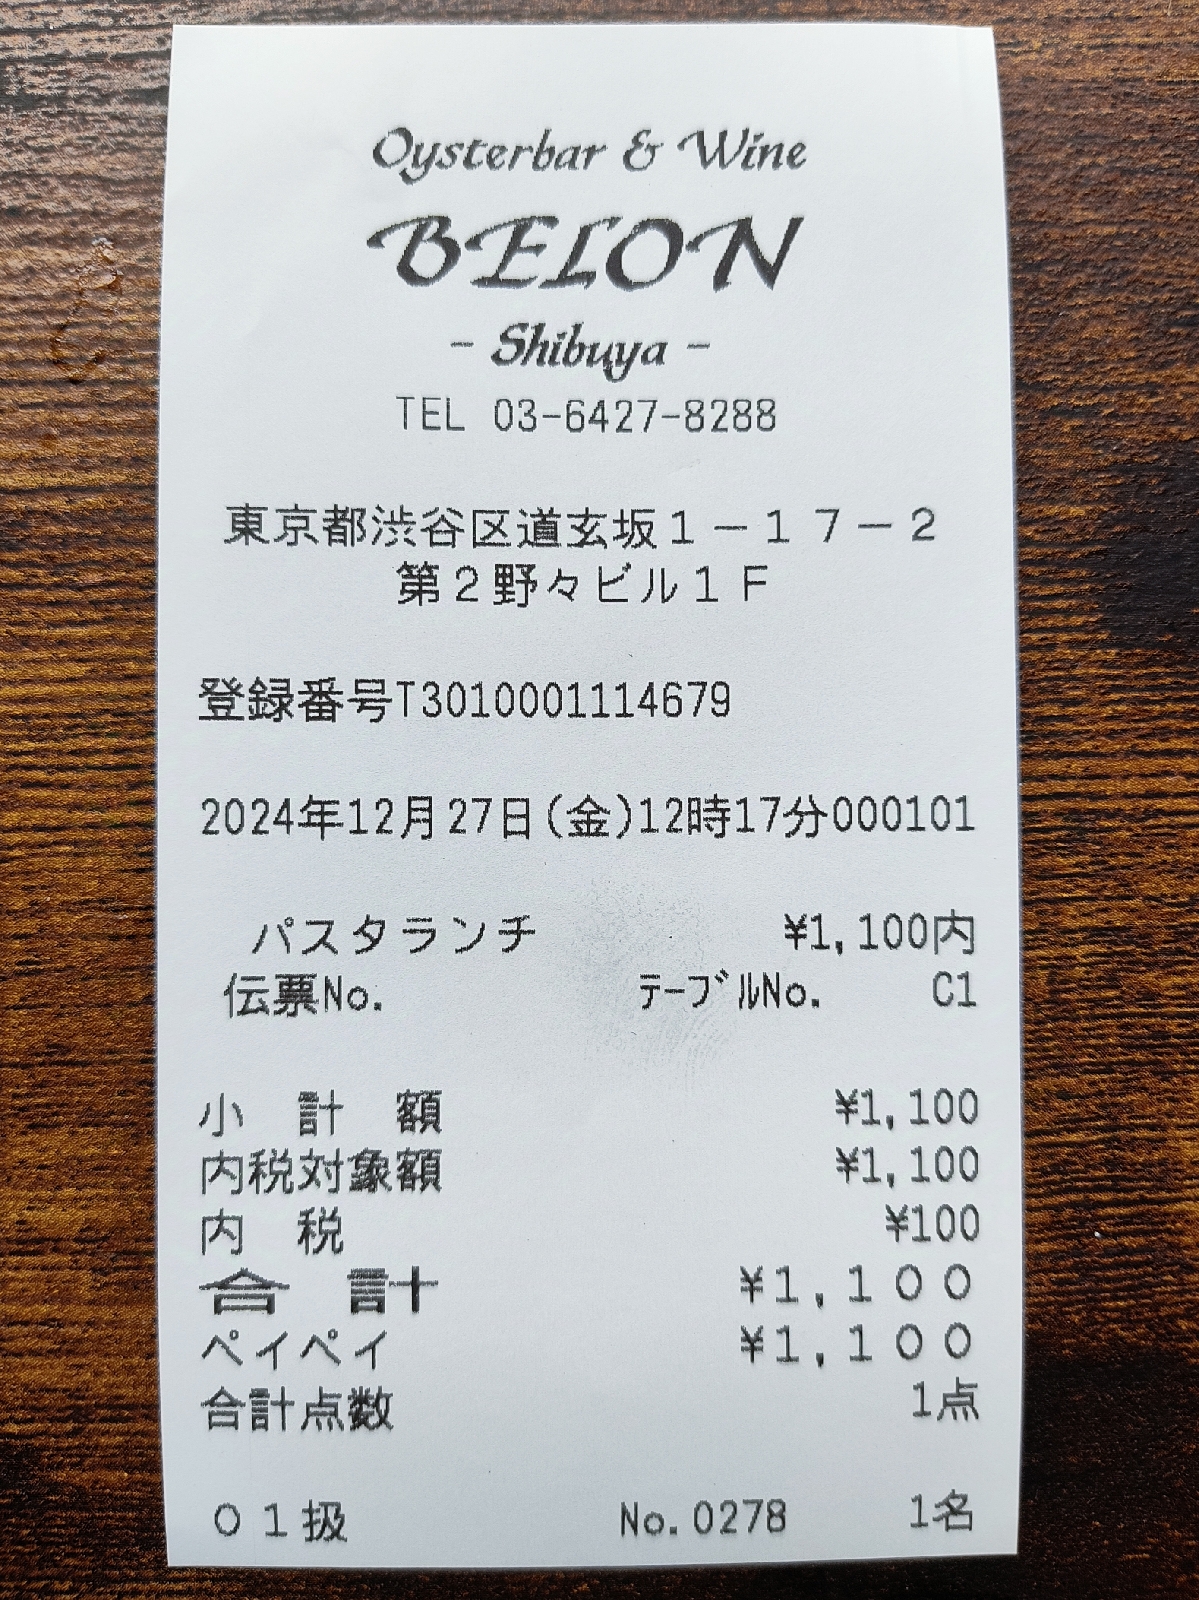 Oysterbar & Wine
BELON
- Shibuya -
TEL 03-6427-8288
東京都渋谷区道玄坂１－１７－２
第２野々ビル１Ｆ
登録番号T3010001114679
2024年12月27日(金)12時17分000101
パスタランチ ¥1,100内
伝票No. ﾃｰﾌﾞﾙNo. C1
小　計　額 ¥1,100
内税対象額 ¥1,100
内　税 ¥100
合　計 ¥１,１００
ペイペイ ¥１,１００
合計点数 1点
０１扱 No.0278 1名